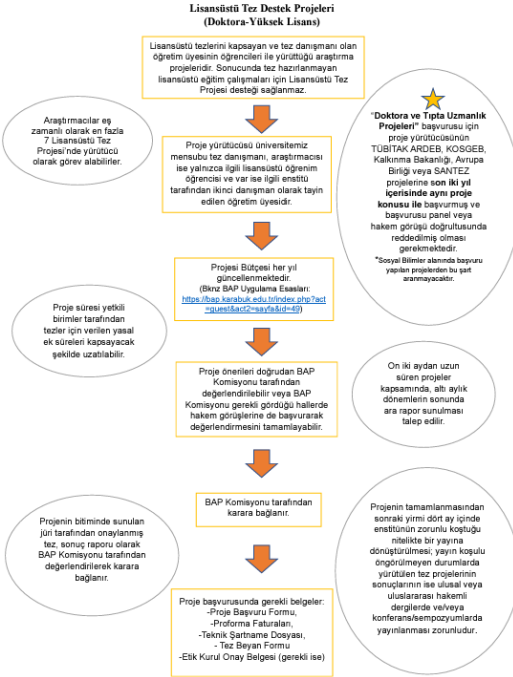 Lisansüstü Tez Destek Projeleri
(Doktora-Yüksek Lisans)
Lisansüstü tezlerini kapsayan ve tez danışmanı olan
öğretim üyesinin öğrencileri ile yürüttüğü araştırma
projeleridir. Sonucunda tez hazırlanmayan
lisansüstü eğitim çalışmaları için Lisansüstü Tez
Projesi desteği sağlanmaz.
Araştırmacılar eş
zamanlı olarak en fazla
7 Lisansüstü Tez
Projesi'nde yürütücü
olarak görev alabilirler.
"Doktora ve Tıpta Uzmanlık
Projeleri" başvurusu için
proje yürütücüsünün
TÜBİTAK ARDEB, KOSGEB,
Kalkınma Bakanlığı, Avrupa
Birliği veya SANTEZ
projelerine son iki yıl
içerisinde aynı proje
konusu ile başvurmuş ve
başvurusu panel veya
hakem görüşü doğrultusunda
reddedilmiş olması
gerekmektedir.
*Sosyal Bilimler alanında başvuru
yapılan projelerden bu şart
aranmayacaktır.
Proje yürütücüsü üniversitemiz
mensubu tez danışmanı, araştırmacısı
ise yalnızca ilgili lisansüstü öğrenim
öğrencisi ve var ise ilgili enstitü
tarafından ikinci danışman olarak tayin
edilen öğretim üyesidir.
Projesi Bütçesi her yıl
güncellenmektedir.
(Bknz BAP Uygulama Esasları:
https://bap.karabuk.edu.tr/index.php?act
=guest&act2=sayfa&id=49)
Proje süresi yetkili
birimler tarafından
tezler için verilen yasal
ek süreleri kapsayacak
şekilde uzatılabilir.
Proje önerileri doğrudan BAP
Komisyonu tarafından
değerlendirilebilir veya BAP
Komisyonu gerekli gördüğü hallerde
hakem görüşlerine de başvurarak
değerlendirmesini tamamlayabilir.
On iki aydan uzun
süren projeler
kapsamında, altı aylık
dönemlerin sonunda
ara rapor sunulması
talep edilir.
BAP Komisyonu tarafından
karara bağlanır.
Projenin bitiminde sunulan
jüri tarafından onaylanmış
tez, sonuç raporu olarak
BAP Komisyonu tarafından
değerlendirilerek karara
bağlanır.
Projenin tamamlanmasından
sonraki yirmi dört ay içinde
enstitünün zorunlu koştuğu
nitelikte bir yayına
dönüştürülmesi; yayın koşulu
öngörülmeyen durumlarda
yürütülen tez projelerinin
sonuçlarının ise ulusal veya
uluslararası hakemli
dergilerde ve/veya
konferans/sempozyumlarda
yayınlanması zorunludur.
Proje başvurusunda gerekli belgeler:
-Proje Başvuru Formu,
-Proforma Faturaları,
-Teknik Şartname Dosyası,
- Tez Beyan Formu
-Etik Kurul Onay Belgesi (gerekli ise)